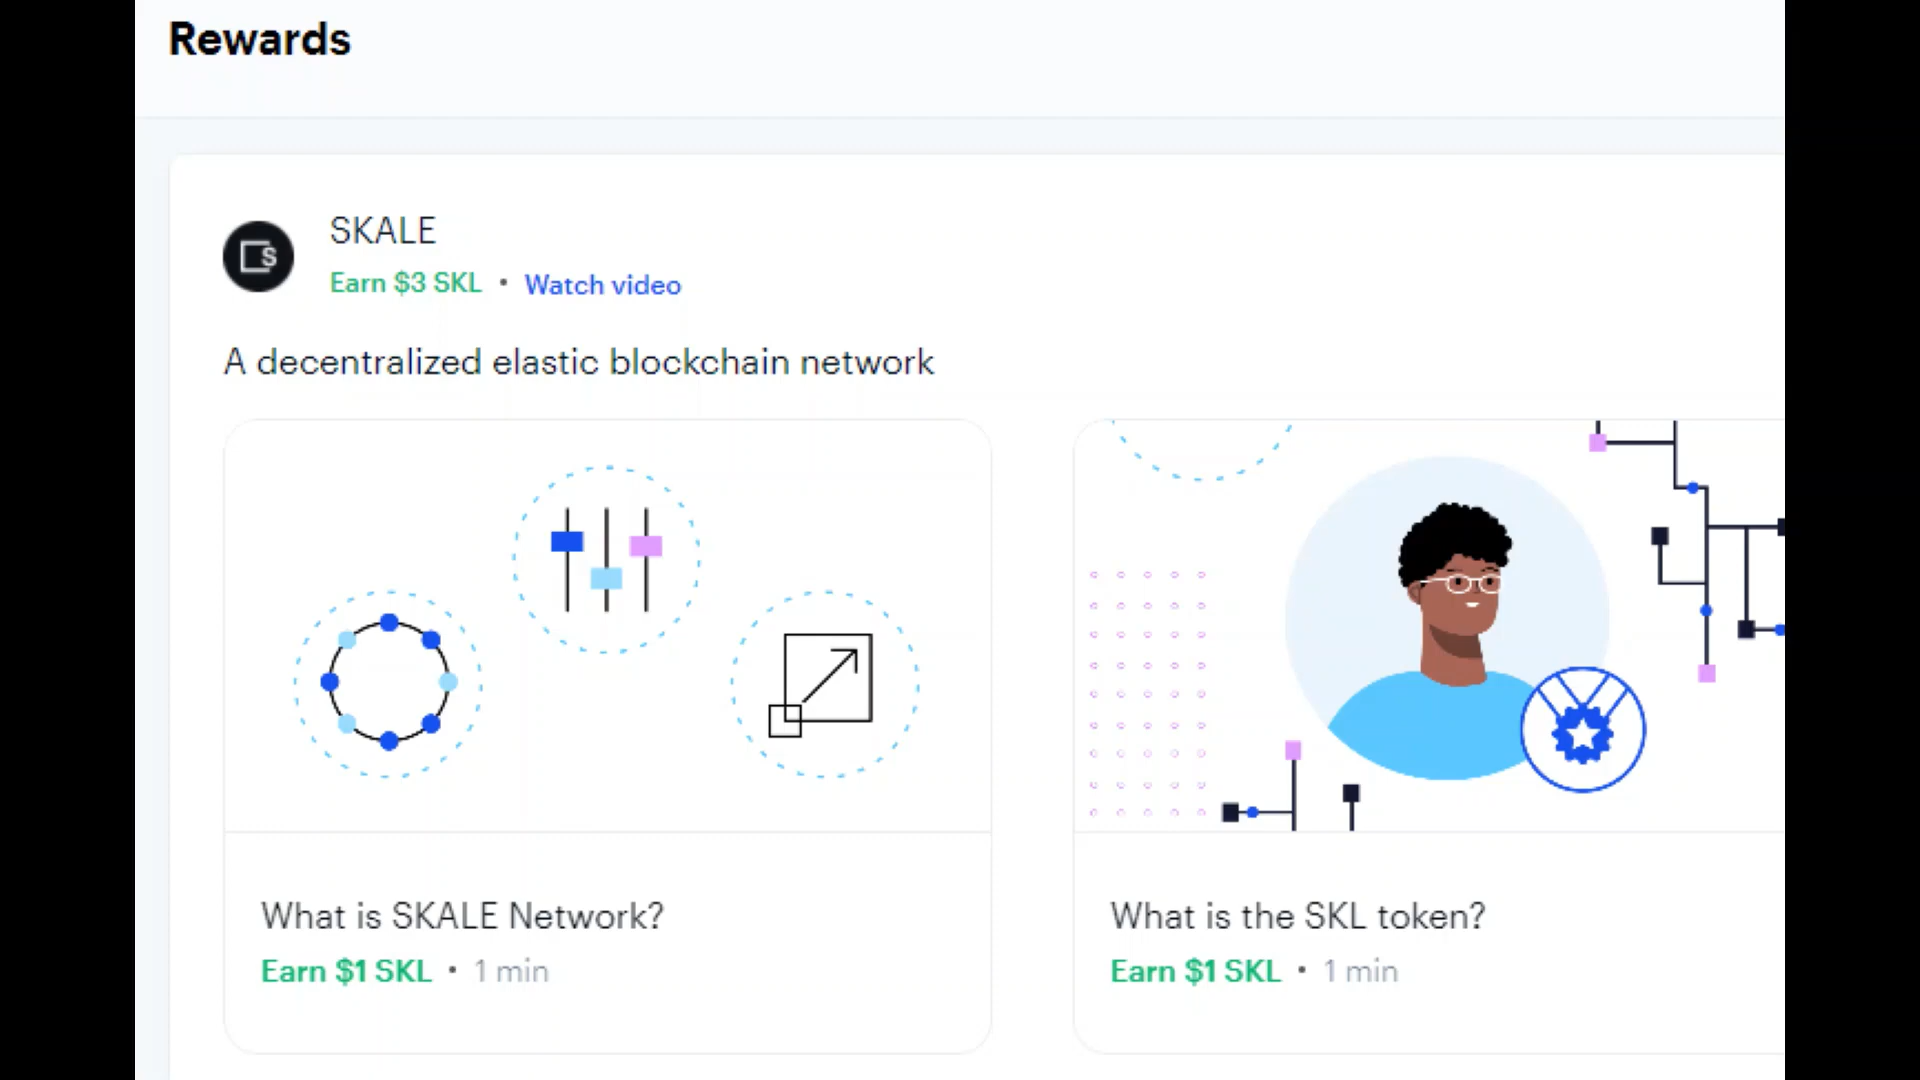 Rewards
SKALE
Earn $3 SKL • Watch video
A decentralized elastic blockchain network
What is SKALE Network?
Earn $1 SKL • 1 min
What is the SKL token?
Earn $1 SKL • 1 min